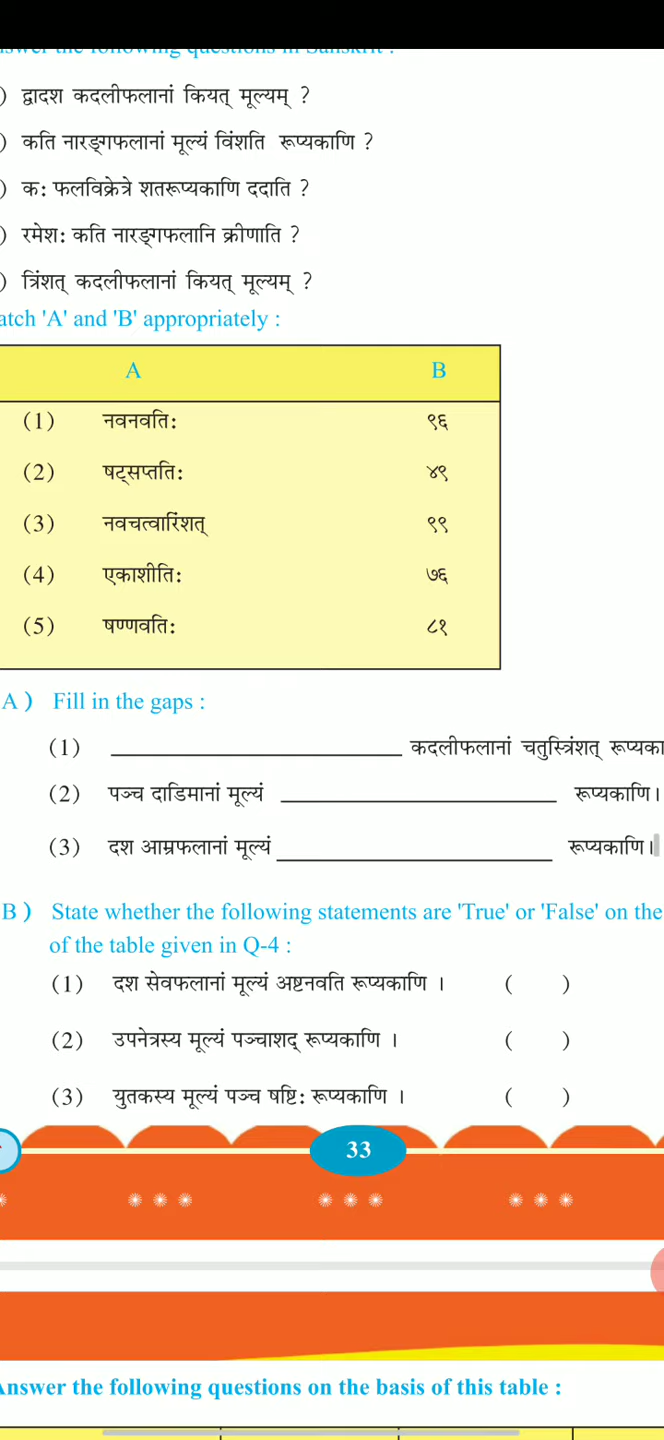 ) द्वादश कदलीफलानां कियत् मूल्यम् ?
) कति नारङ्गफलानां मूल्यं विंशति रूप्यकाणि ?
) कः फलविक्रेत्रे शतरूप्यकाणि ददाति ?
) रमेशः कति नारङ्गफलानि क्रीणाति ?
) त्रिंशत् कदलीफलानां कियत् मूल्यम् ?
atch 'A' and 'B' appropriately :
A B
(1) नवनवतिः ९६
(2) षट्सप्ततिः ४९
(3) नवचत्वारिंशत् ९९
(4) एकाशीतिः ७६
(5) षण्णवतिः ८१
A ) Fill in the gaps :
(1) ____________ कदलीफलानां चतुस्त्रिंशत् रूप्यका
(2) पञ्च दाडिमानां मूल्यं ____________ रूप्यकाणि।
(3) दश आम्रफलानां मूल्यं ____________ रूप्यकाणि।
B ) State whether the following statements are 'True' or 'False' on the
of the table given in Q-4 :
(1) दश सेवफलानां मूल्यं अष्टनवति रूप्यकाणि । ( )
(2) उपनेत्रस्य मूल्यं पञ्चाशद् रूप्यकाणि । ( )
(3) युतकस्य मूल्यं पञ्च षष्टिः रूप्यकाणि । ( )
33
Answer the following questions on the basis of this table :